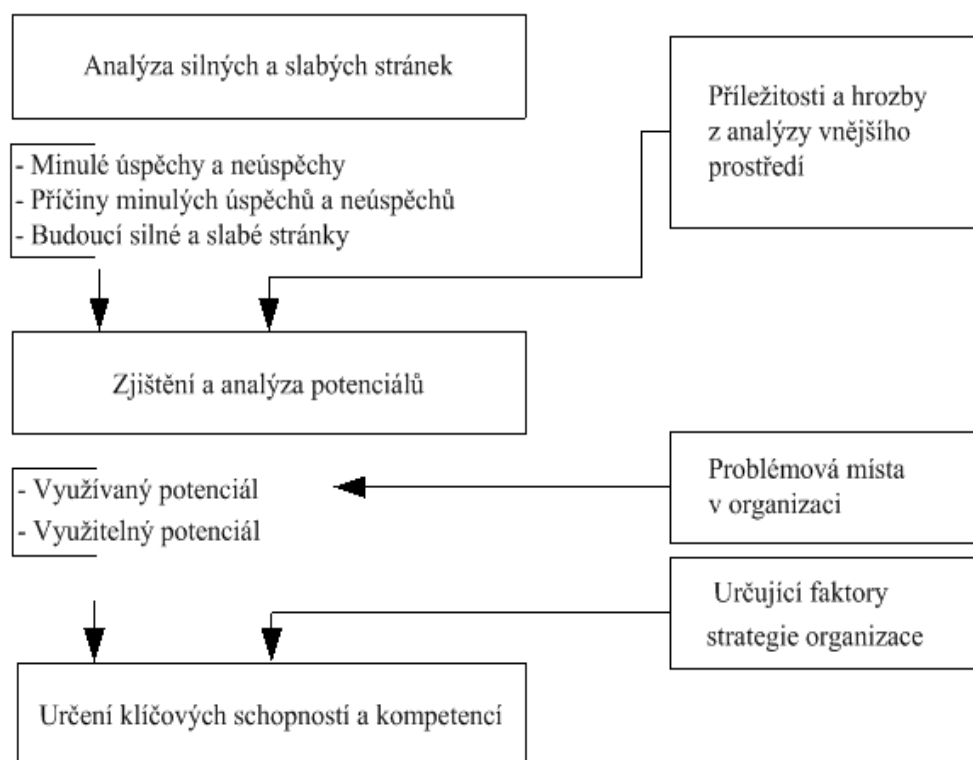 Analýza silných a slabých stránek
Příležitosti a hrozby
z analýzy vnějšího
prostředí
- Minulé úspěchy a neúspěchy
- Příčiny minulých úspěchů a neúspěchů
- Budoucí silné a slabé stránky
Zjištění a analýza potenciálů
- Využívaný potenciál
- Využitelný potenciál
Problémová místa
v organizaci
Určující faktory
strategie organizace
Určení klíčových schopností a kompetencí